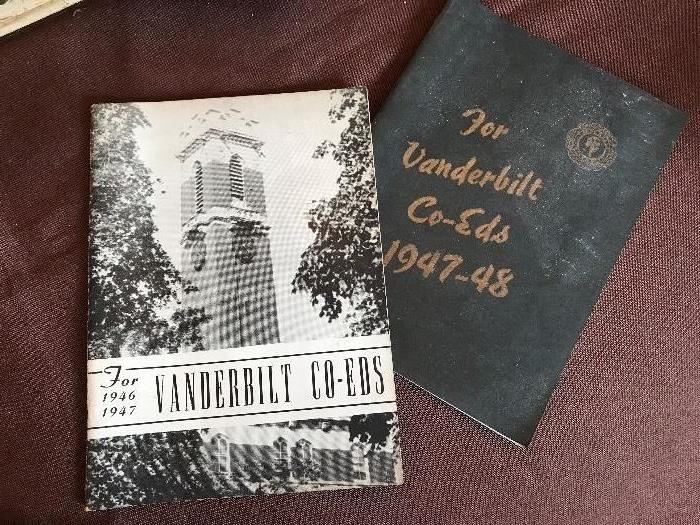 For
1946
1947
VANDERBILT CO-EDS
For
Vanderbilt
Co-Eds
1947-48